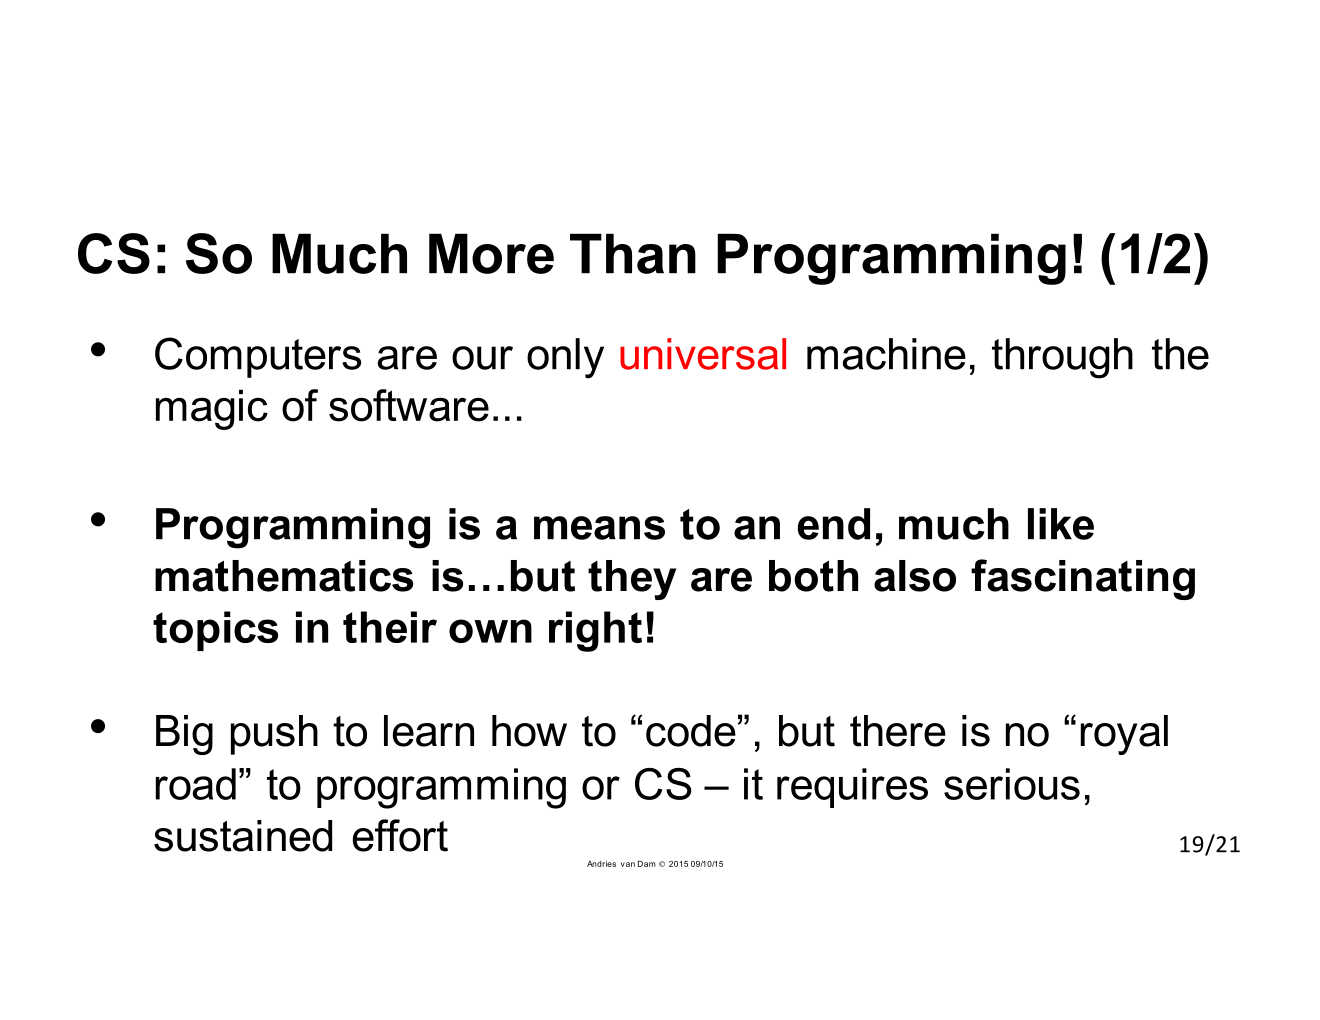 CS: So Much More Than Programming! (1/2)
• Computers are our only universal machine, through the
magic of software...
• Programming is a means to an end, much like
mathematics is…but they are both also fascinating
topics in their own right!
• Big push to learn how to “code”, but there is no “royal
road” to programming or CS – it requires serious,
sustained effort
19/21
Andries van Dam © 2015 09/10/15